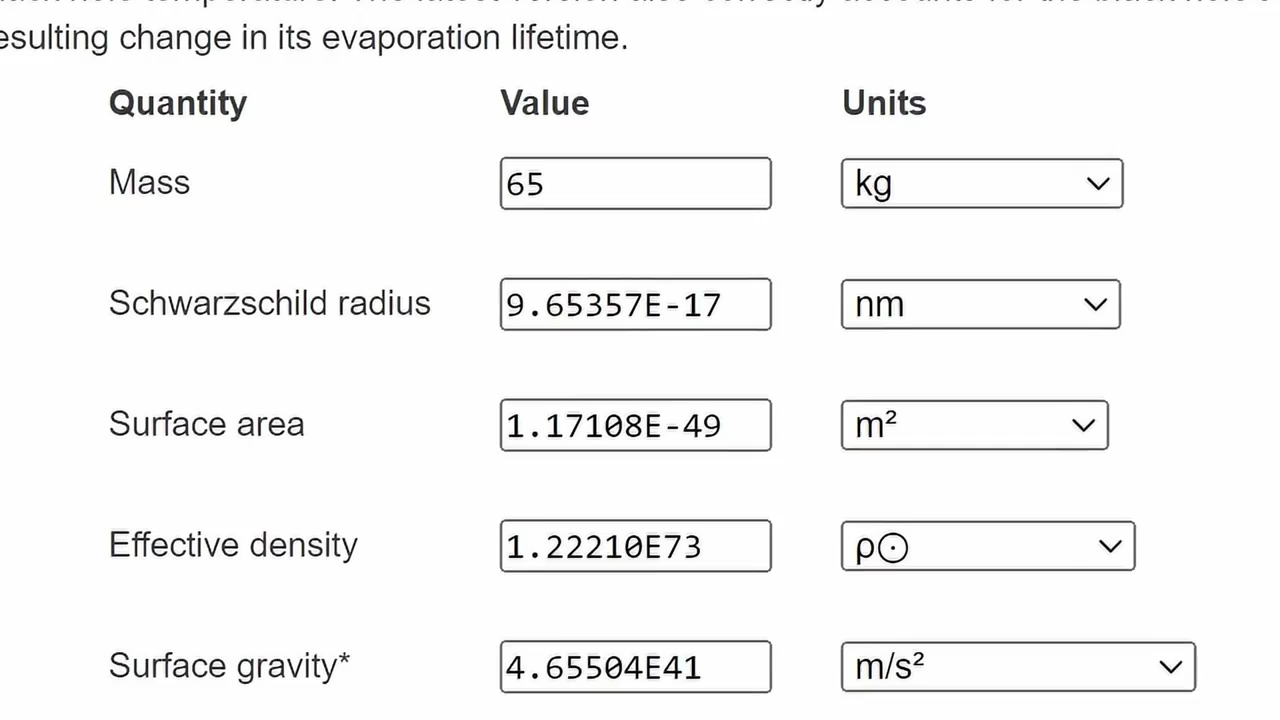 esulting change in its evaporation lifetime.
Quantity Value Units
Mass 65 kg
Schwarzschild radius 9.65357E-17 nm
Surface area 1.17108E-49 m²
Effective density 1.22210E73 ρ⊙
Surface gravity* 4.65504E41 m/s²